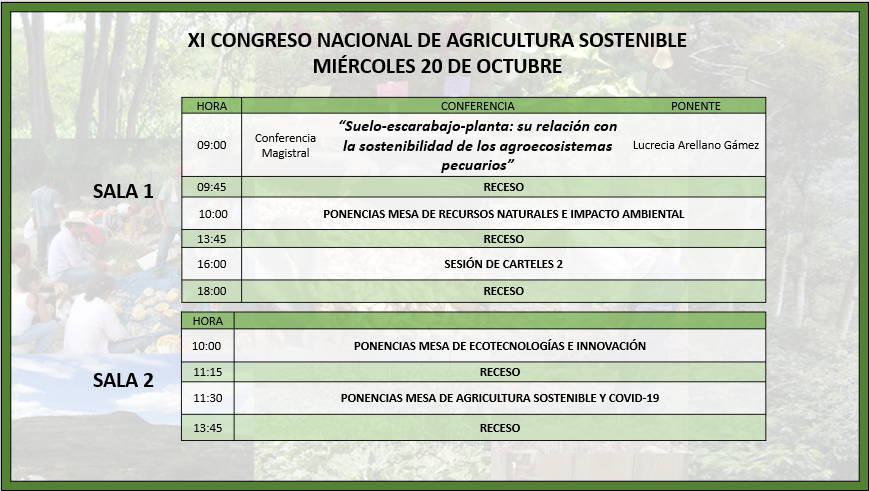 XI CONGRESO NACIONAL DE AGRICULTURA SOSTENIBLE
MIÉRCOLES 20 DE OCTUBRE
SALA 1
HORA CONFERENCIA PONENTE
09:00 Conferencia Magistral “Suelo-escarabajo-planta: su relación con
la sostenibilidad de los agroecosistemas
pecuarios” Lucrecia Arellano Gámez
09:45 RECESO
10:00 PONENCIAS MESA DE RECURSOS NATURALES E IMPACTO AMBIENTAL
13:45 RECESO
16:00 SESIÓN DE CARTELES 2
18:00 RECESO
SALA 2
HORA
10:00 PONENCIAS MESA DE ECOTECNOLOGÍAS E INNOVACIÓN
11:15 RECESO
11:30 PONENCIAS MESA DE AGRICULTURA SOSTENIBLE Y COVID-19
13:45 RECESO